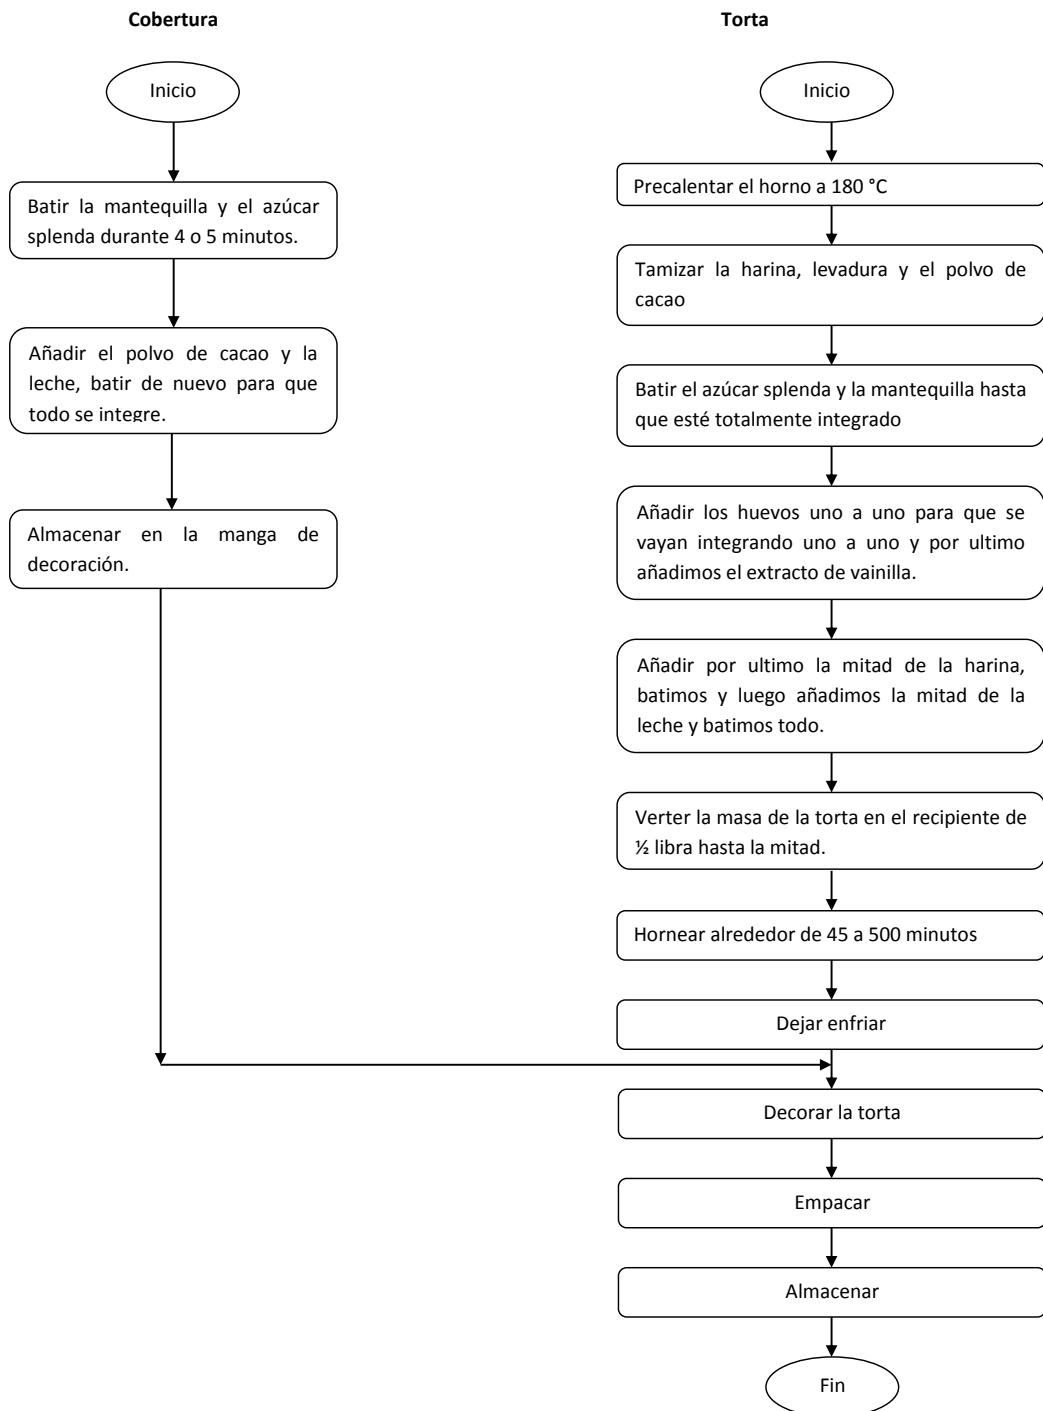 Cobertura
Inicio
Batir la mantequilla y el azúcar
splenda durante 4 o 5 minutos.
Añadir el polvo de cacao y la
leche, batir de nuevo para que
todo se integre.
Almacenar en la manga de
decoración.
Torta
Inicio
Precalentar el horno a 180 °C
Tamizar la harina, levadura y el polvo de
cacao
Batir el azúcar splenda y la mantequilla hasta
que esté totalmente integrado
Añadir los huevos uno a uno para que se
vayan integrando uno a uno y por ultimo
añadimos el extracto de vainilla.
Añadir por ultimo la mitad de la harina,
batimos y luego añadimos la mitad de la
leche y batimos todo.
Verter la masa de la torta en el recipiente de
½ libra hasta la mitad.
Hornear alrededor de 45 a 500 minutos
Dejar enfriar
Decorar la torta
Empacar
Almacenar
Fin